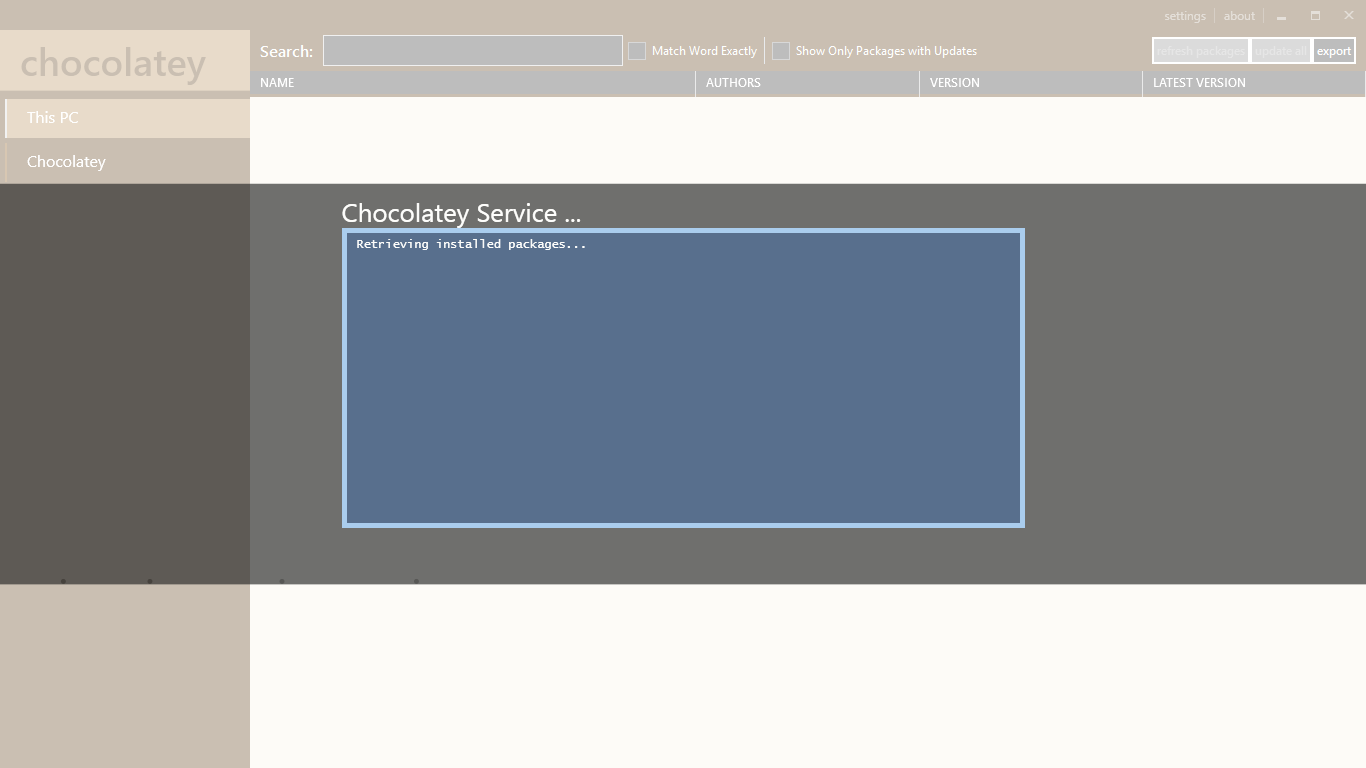 settings about
chocolatey
Search: Match Word Exactly Show Only Packages with Updates refresh packages update all export
NAME AUTHORS VERSION LATEST VERSION
This PC
Chocolatey
Chocolatey Service ...
Retrieving installed packages...